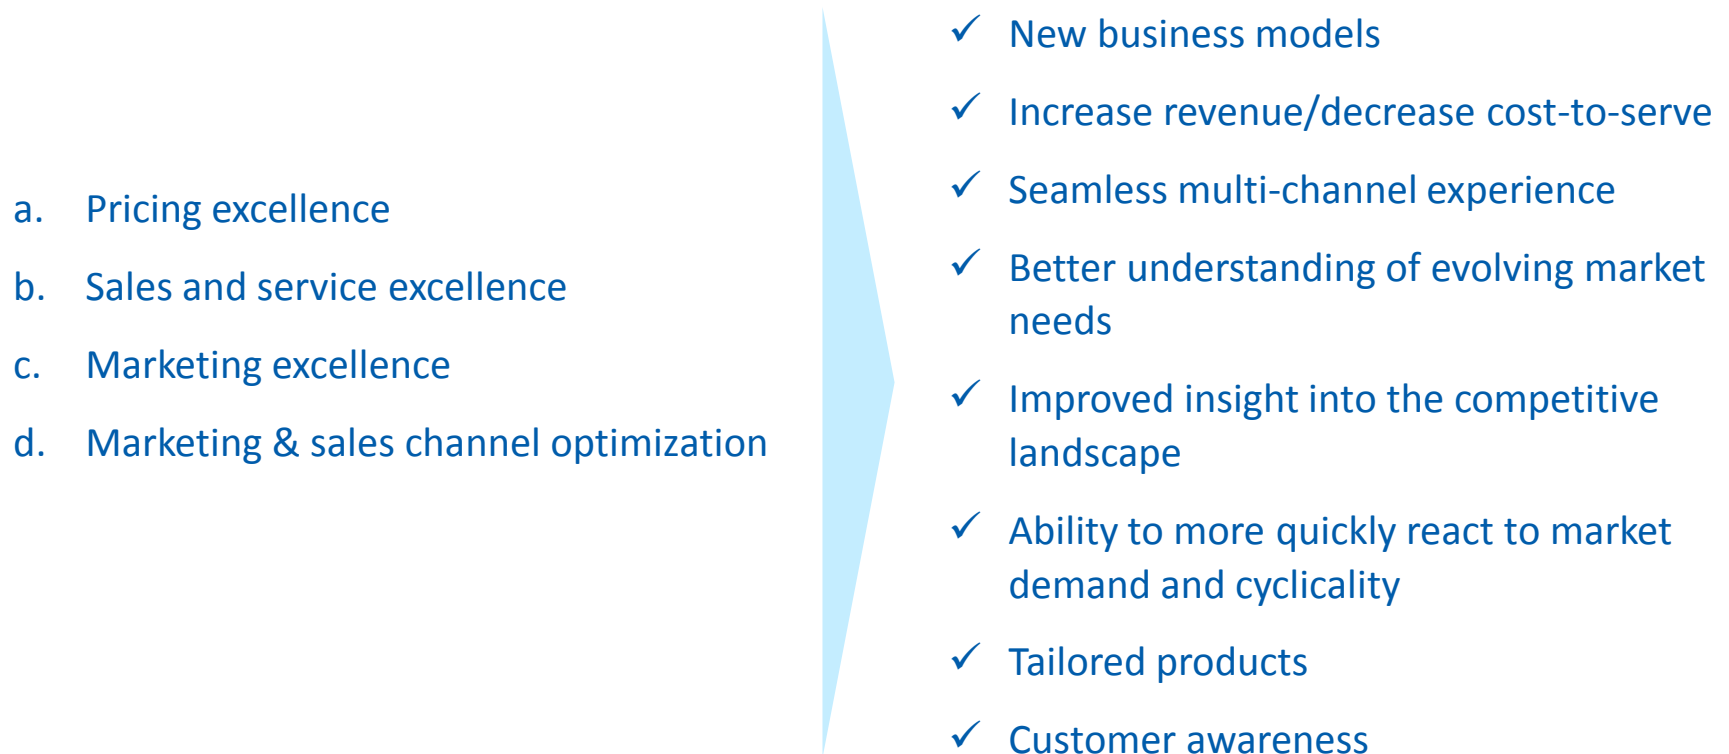 a. Pricing excellence
b. Sales and service excellence
c. Marketing excellence
d. Marketing & sales channel optimization
✓ New business models
✓ Increase revenue/decrease cost-to-serve
✓ Seamless multi-channel experience
✓ Better understanding of evolving market
needs
✓ Improved insight into the competitive
landscape
✓ Ability to more quickly react to market
demand and cyclicality
✓ Tailored products
✓ Customer awareness